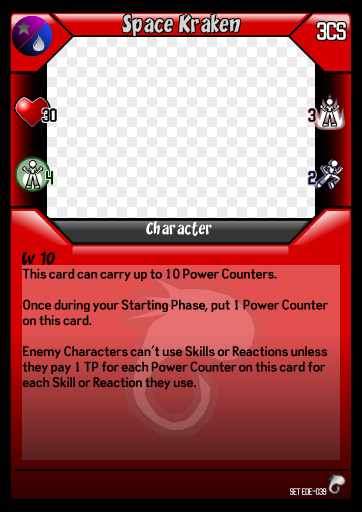 Space Kraken
3CS
30
3
4
2
Character
Lv 10
This card can carry up to 10 Power Counters.
Once during your Starting Phase, put 1 Power Counter
on this card.
Enemy Characters can't use Skills or Reactions unless
they pay 1 TP for each Power Counter on this card for
each Skill or Reaction they use.
SET EOE-039